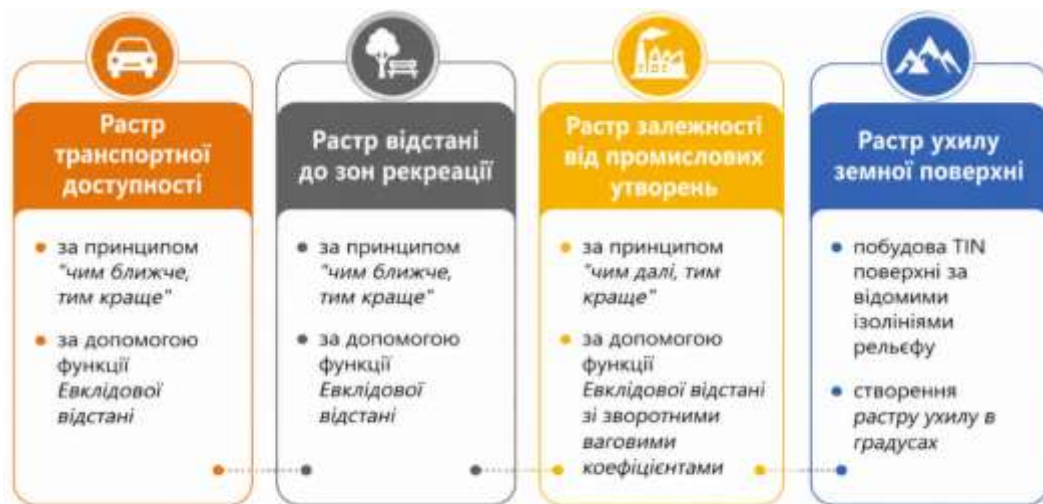 Растр
транспортної
доступності
за принципом
"чим ближче,
тим краще"
за допомогою
функції
Евклідової
відстані
Растр відстані
до зон рекреації
за принципом
"чим ближче,
тим краще"
за допомогою
функції
Евклідової
відстані
Растр залежності
від промислових
утворень
за принципом
"чим далі, тим
краще"
за допомогою
функції
Евклідової відстані
зі зворотними
ваговими
коефіцієнтами
Растр ухилу
земної поверхні
побудова TIN
поверхні за
відомими
ізолініями
рельєфу
створення
растру ухилу в
градусах